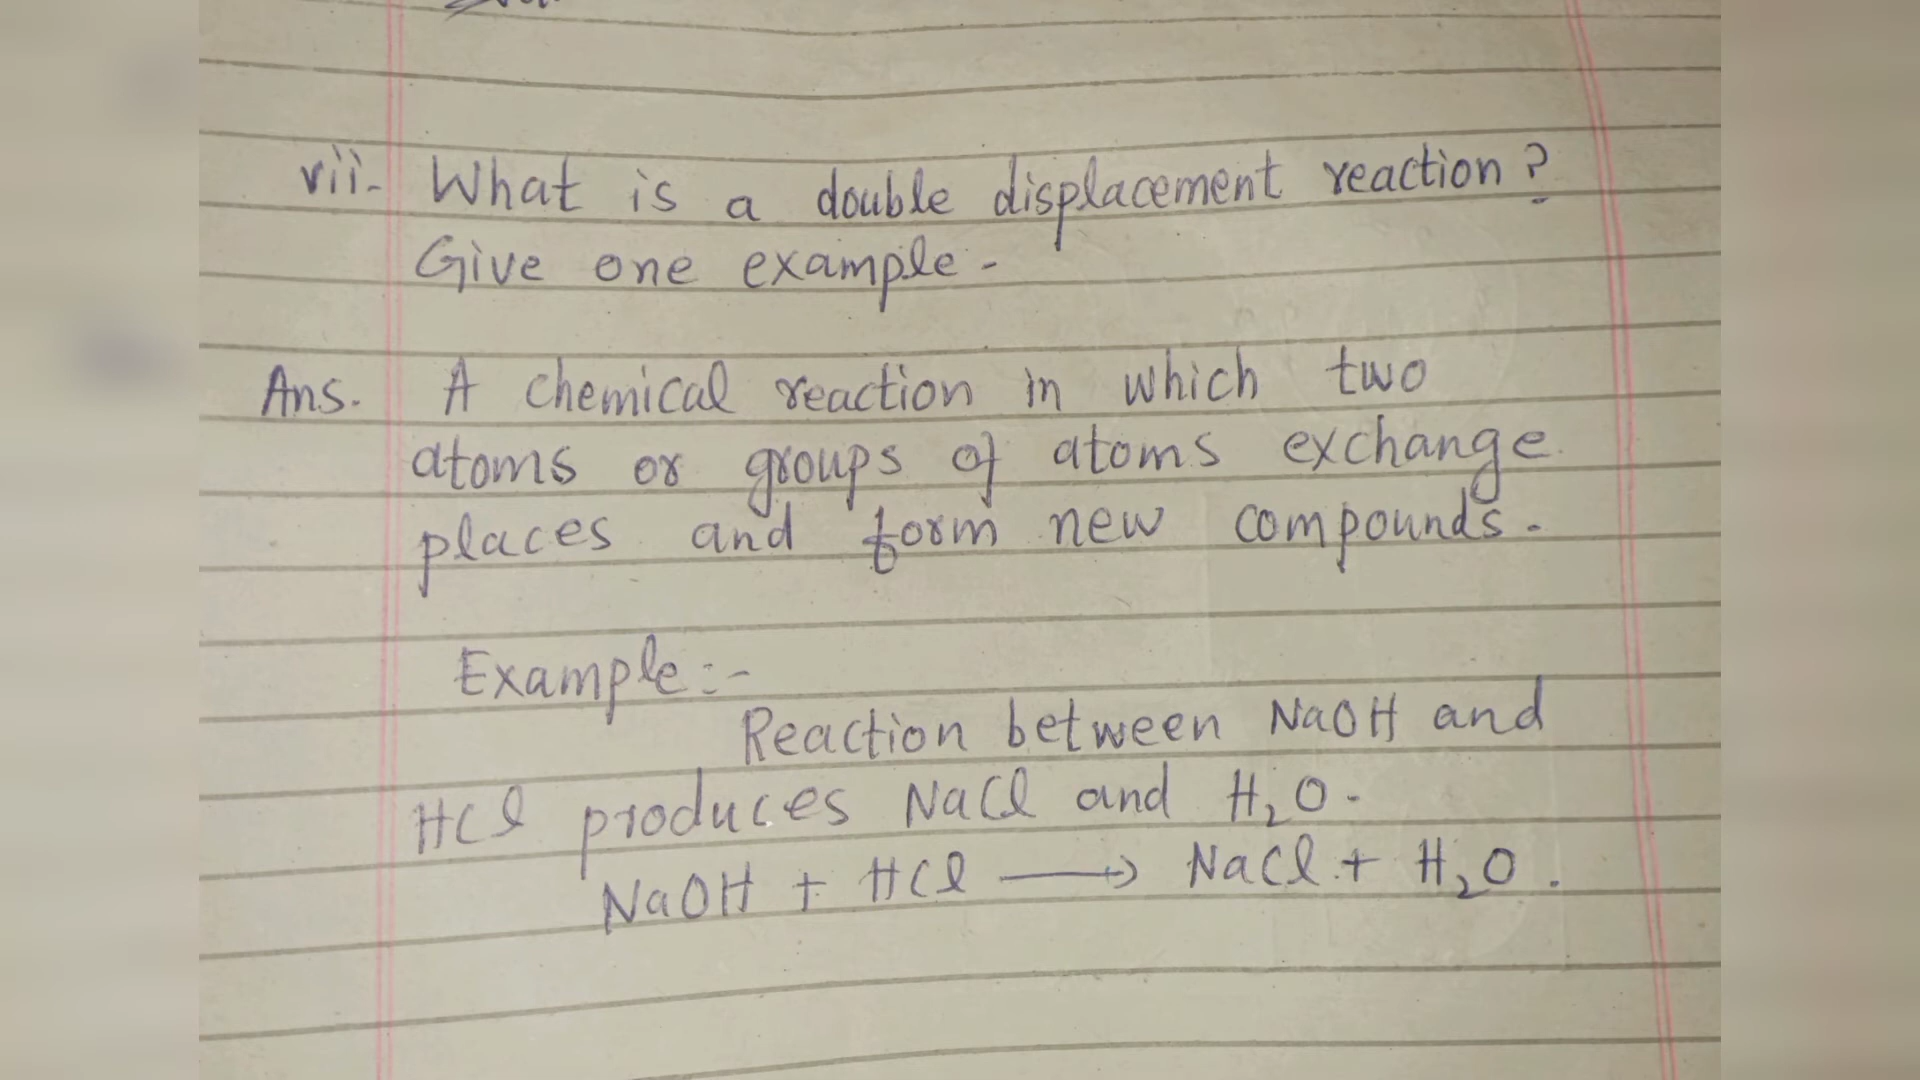 vii. What is a double displacement reaction?
Give one example.
Ans. A chemical reaction in which two
atoms or groups of atoms exchange
places and form new compounds.
Example:-
Reaction between NaOH and
HCl produces NaCl and H₂O.
NaOH + HCl → NaCl + H₂O.